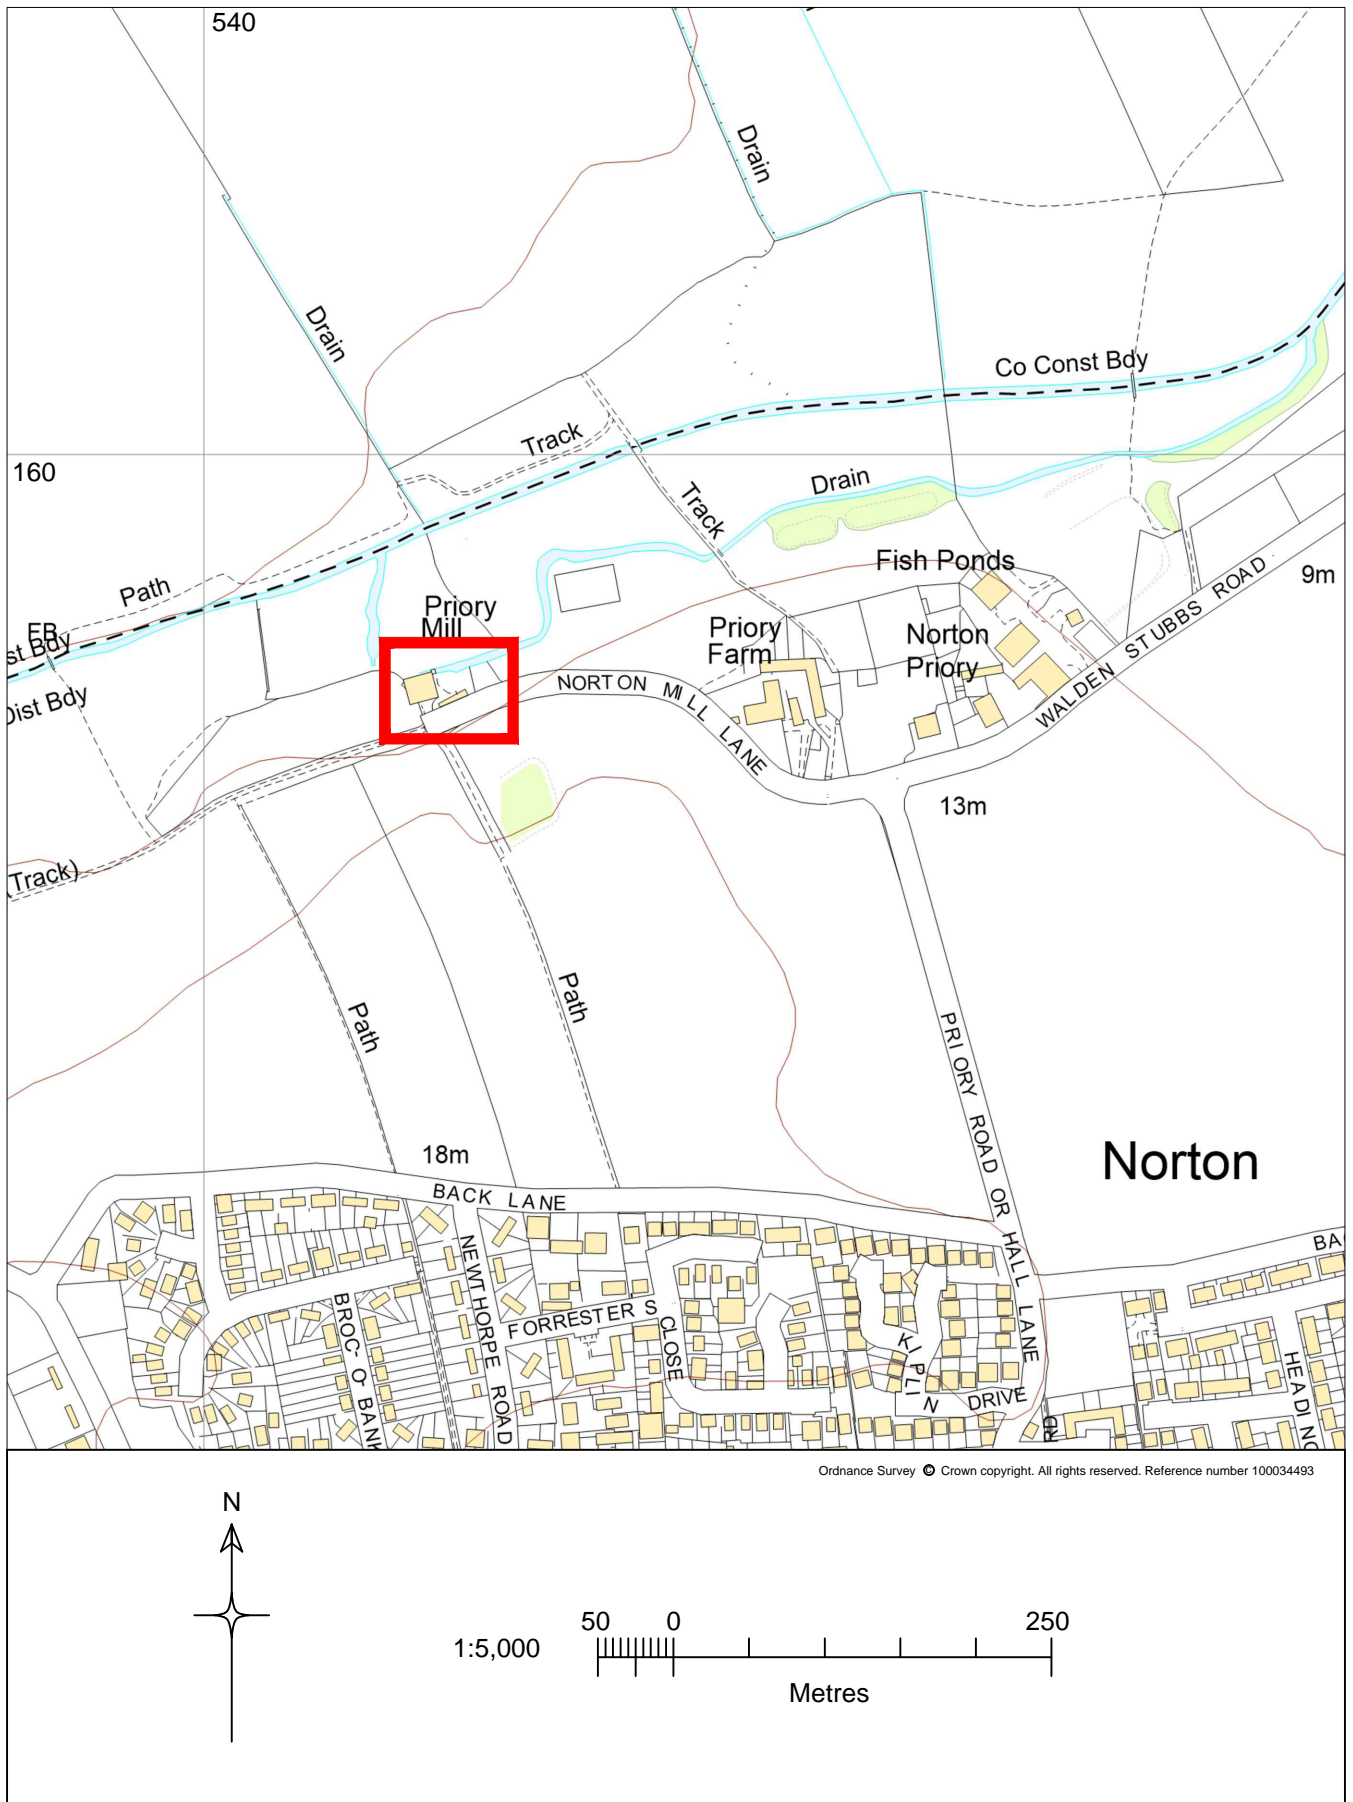 540
Drain
Drain
Co Const Bdy
Track
160
Drain
Track
Fish Ponds
9m
Path
Priory
Mill
FB
st Bdy
Priory
Farm
Norton
Priory
WALDEN STUBBS ROAD
NORTON MILL LANE
Dist Bdy
13m
(Track)
Path
Path
PRIORY ROAD OR HALL LANE
Norton
18m
BACK LANE
BA
NEWTHORPE ROAD
BROC-O-BANK
FORRESTERS
CLOSE
KIPLIN
DRIVE
RD
HEADING
Ordnance Survey © Crown copyright. All rights reserved. Reference number 100034493
N
50 0 250
1:5,000
Metres